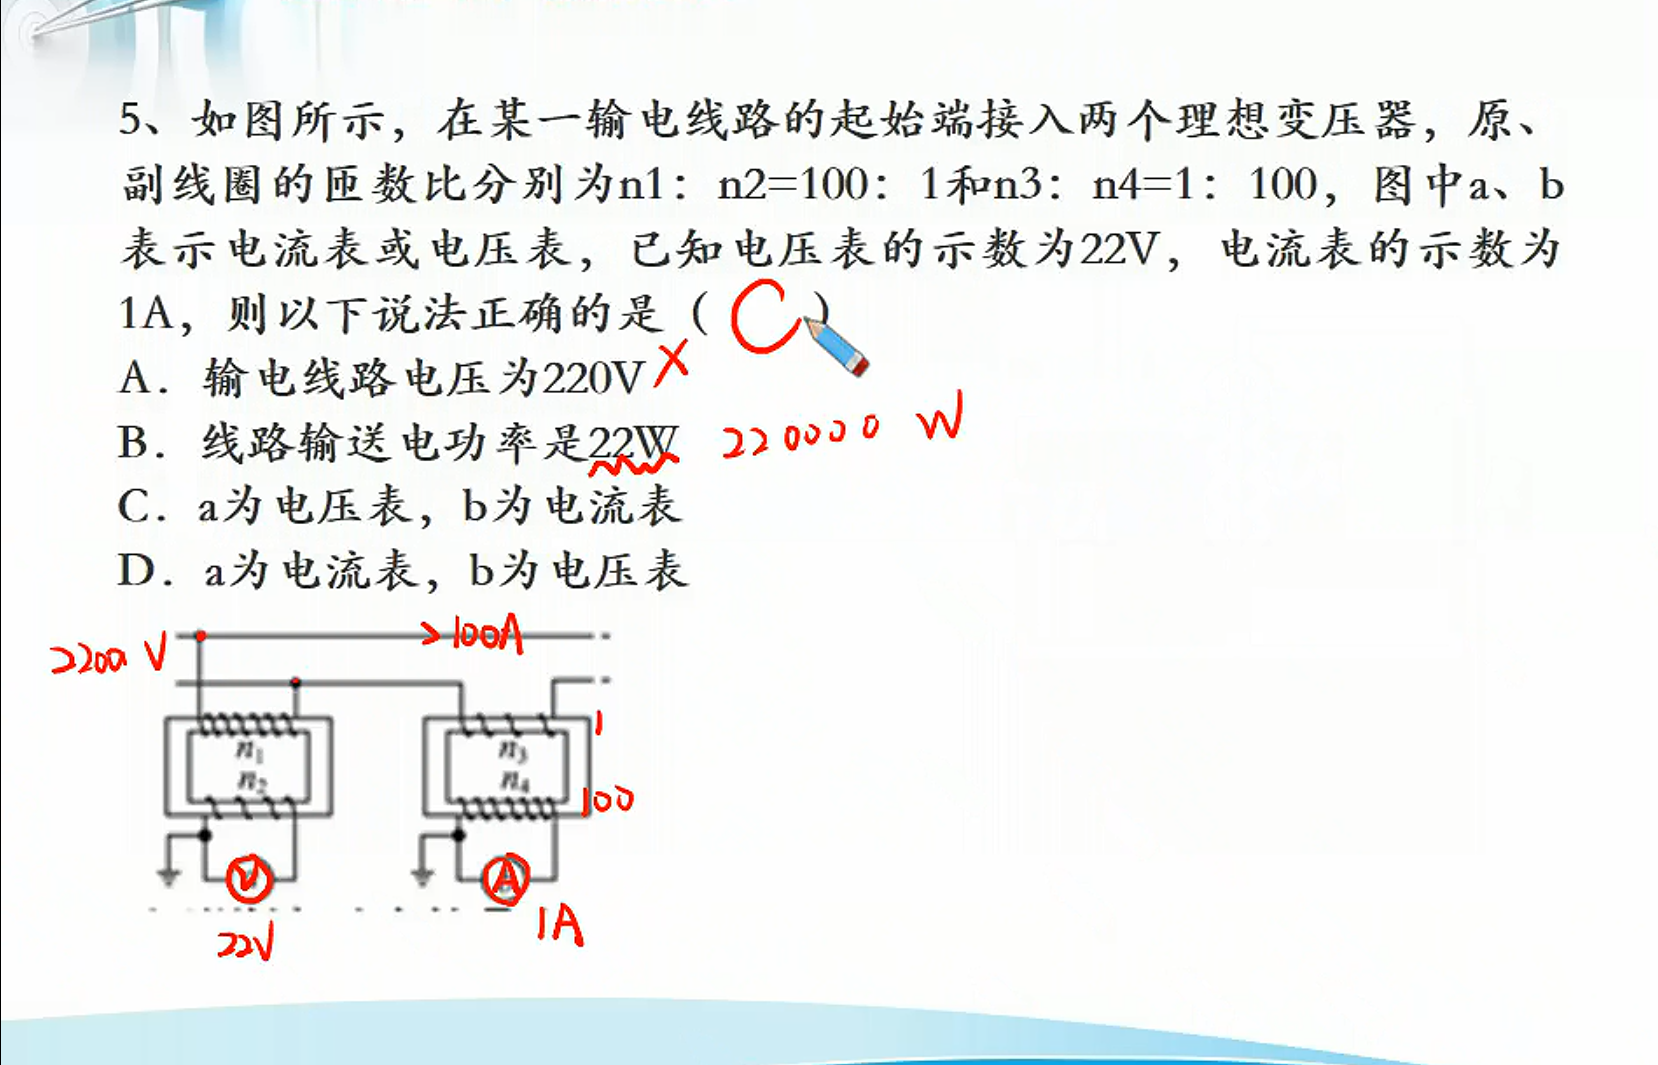 5、如图所示，在某一输电线路的起始端接入两个理想变压器，原、
副线圈的匝数比分别为n1：n2=100：1和n3：n4=1：100，图中a、b
表示电流表或电压表，已知电压表的示数为22V，电流表的示数为
1A，则以下说法正确的是（ C ）
A．输电线路电压为220V ×
B．线路输送电功率是22W 220000 W
C．a为电压表，b为电流表
D．a为电流表，b为电压表
2200 V
100A
n₁
n₂
n₃
n₄
1
100
V
A
22V
1A